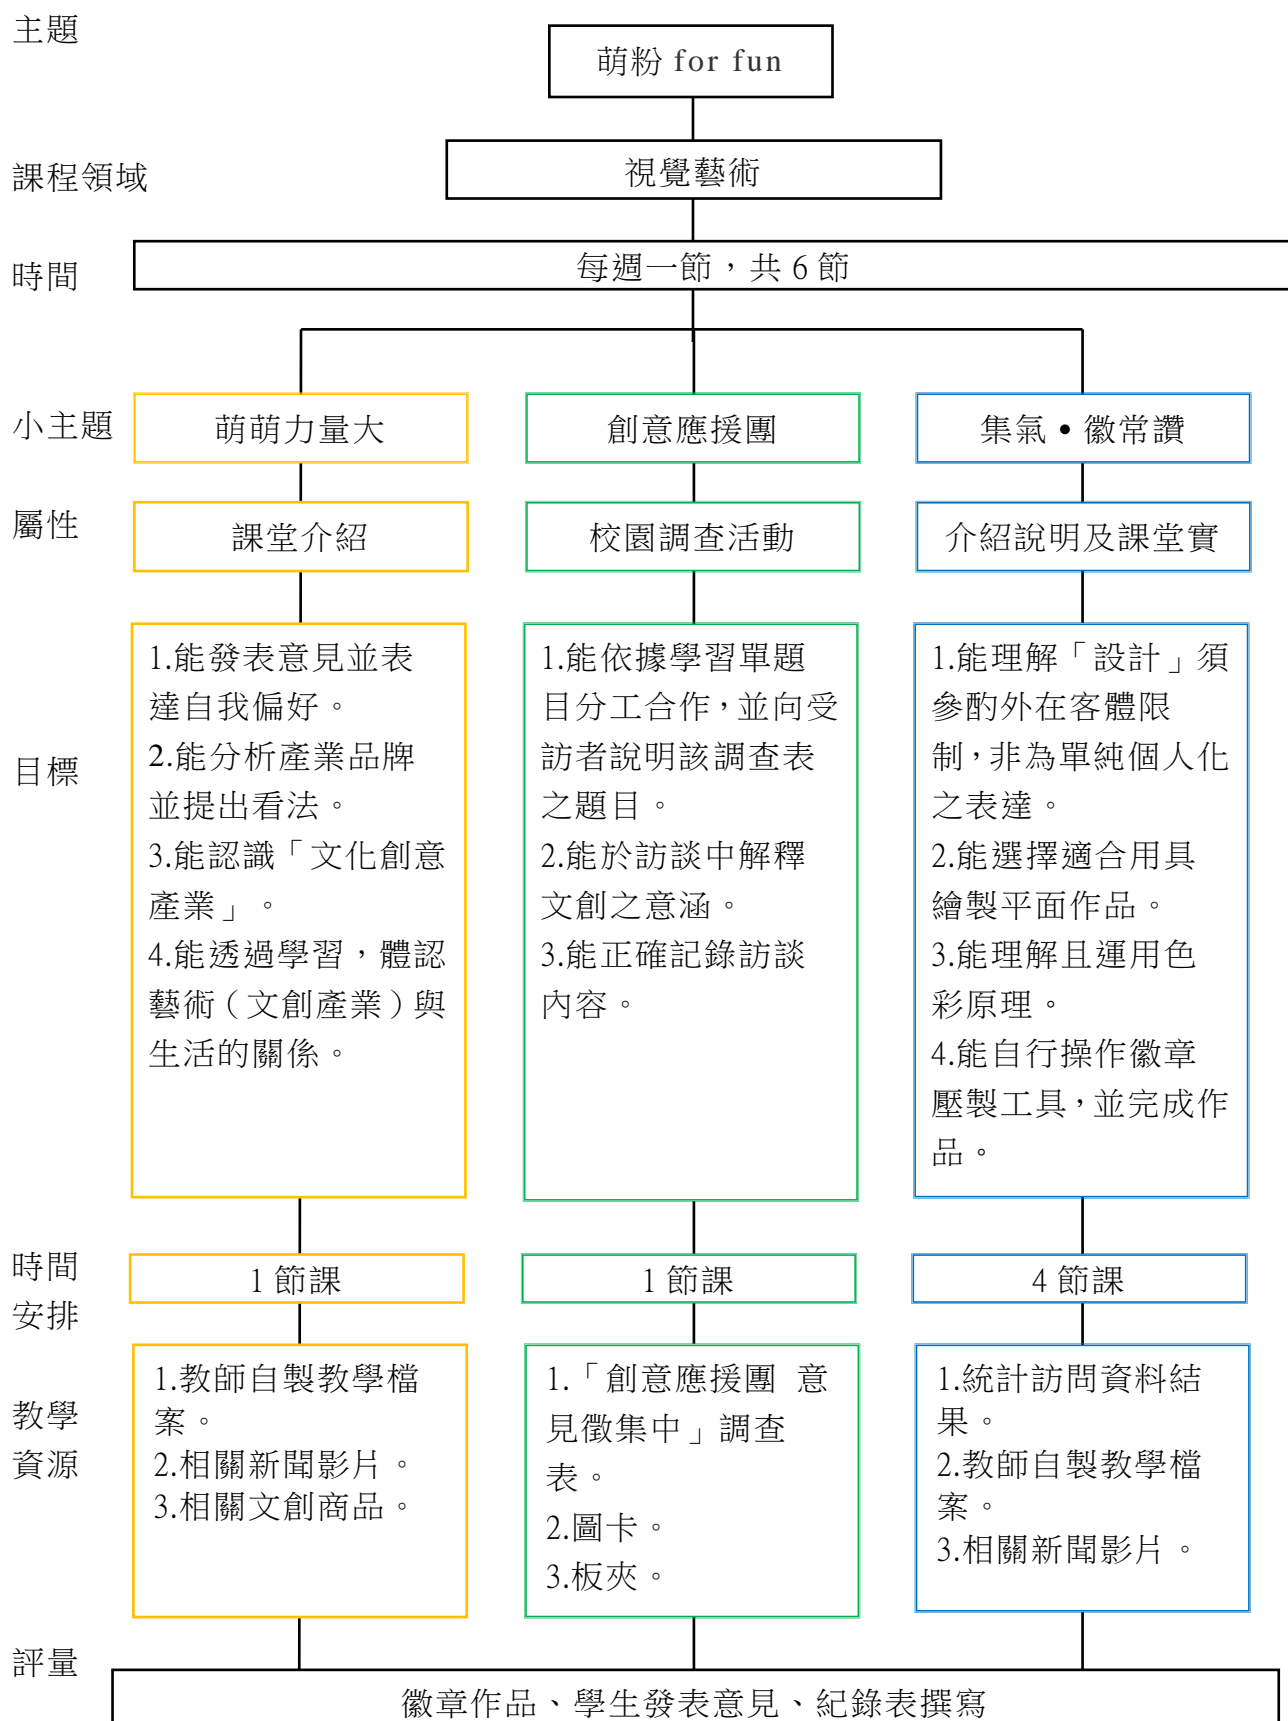 主題
萌粉 for fun
課程領域
視覺藝術
時間
每週一節，共 6 節
小主題
萌萌力量大
創意應援團
集氣•徽常讚
屬性
課堂介紹
校園調查活動
介紹說明及課堂實
目標
1.能發表意見並表
達自我偏好。
2.能分析產業品牌
並提出看法。
3.能認識「文化創意
產業」。
4.能透過學習，體認
藝術（文創產業）與
生活的關係。
1.能依據學習單題
目分工合作，並向受
訪者說明該調查表
之題目。
2.能於訪談中解釋
文創之意涵。
3.能正確記錄訪談
內容。
1.能理解「設計」須
參酌外在客體限
制，非為單純個人化
之表達。
2.能選擇適合用具
繪製平面作品。
3.能理解且運用色
彩原理。
4.能自行操作徽章
壓製工具，並完成作
品。
時間
安排
1 節課
1 節課
4 節課
教學
資源
1.教師自製教學檔
案。
2.相關新聞影片。
3.相關文創商品。
1.「創意應援團 意
見徵集中」調查
表。
2.圖卡。
3.板夾。
1.統計訪問資料結
果。
2.教師自製教學檔
案。
3.相關新聞影片。
評量
徽章作品、學生發表意見、紀錄表撰寫